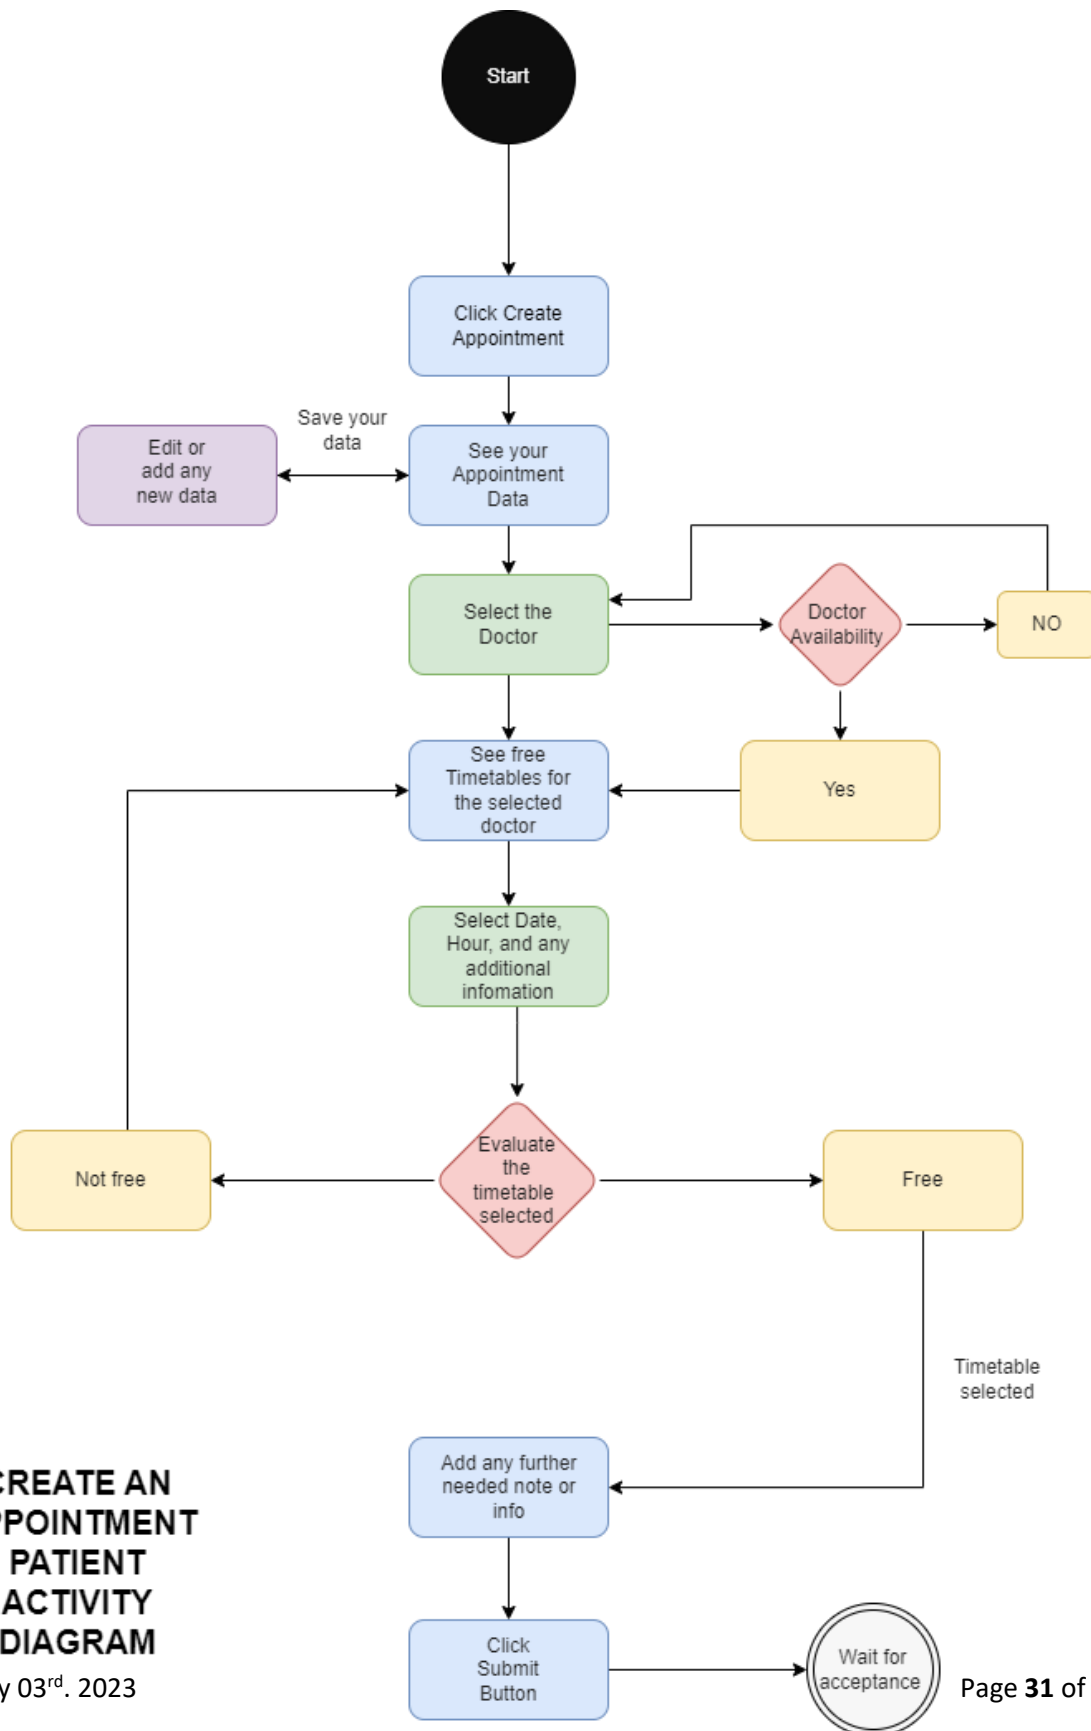 Start
Click Create
Appointment
Save your
data
Edit or
add any
new data
See your
Appointment
Data
Select the
Doctor
Doctor
Availability
NO
See free
Timetables for
the selected
doctor
Yes
Select Date,
Hour, and any
additional
infomation
Evaluate
the
timetable
selected
Not free
Free
Timetable
selected
Add any further
needed note or
info
AN
PATIENT
ACTIVITY
DIAGRAM
Click
Submit
Button
Wait for
acceptance
03rd. 2023
Page 31 of